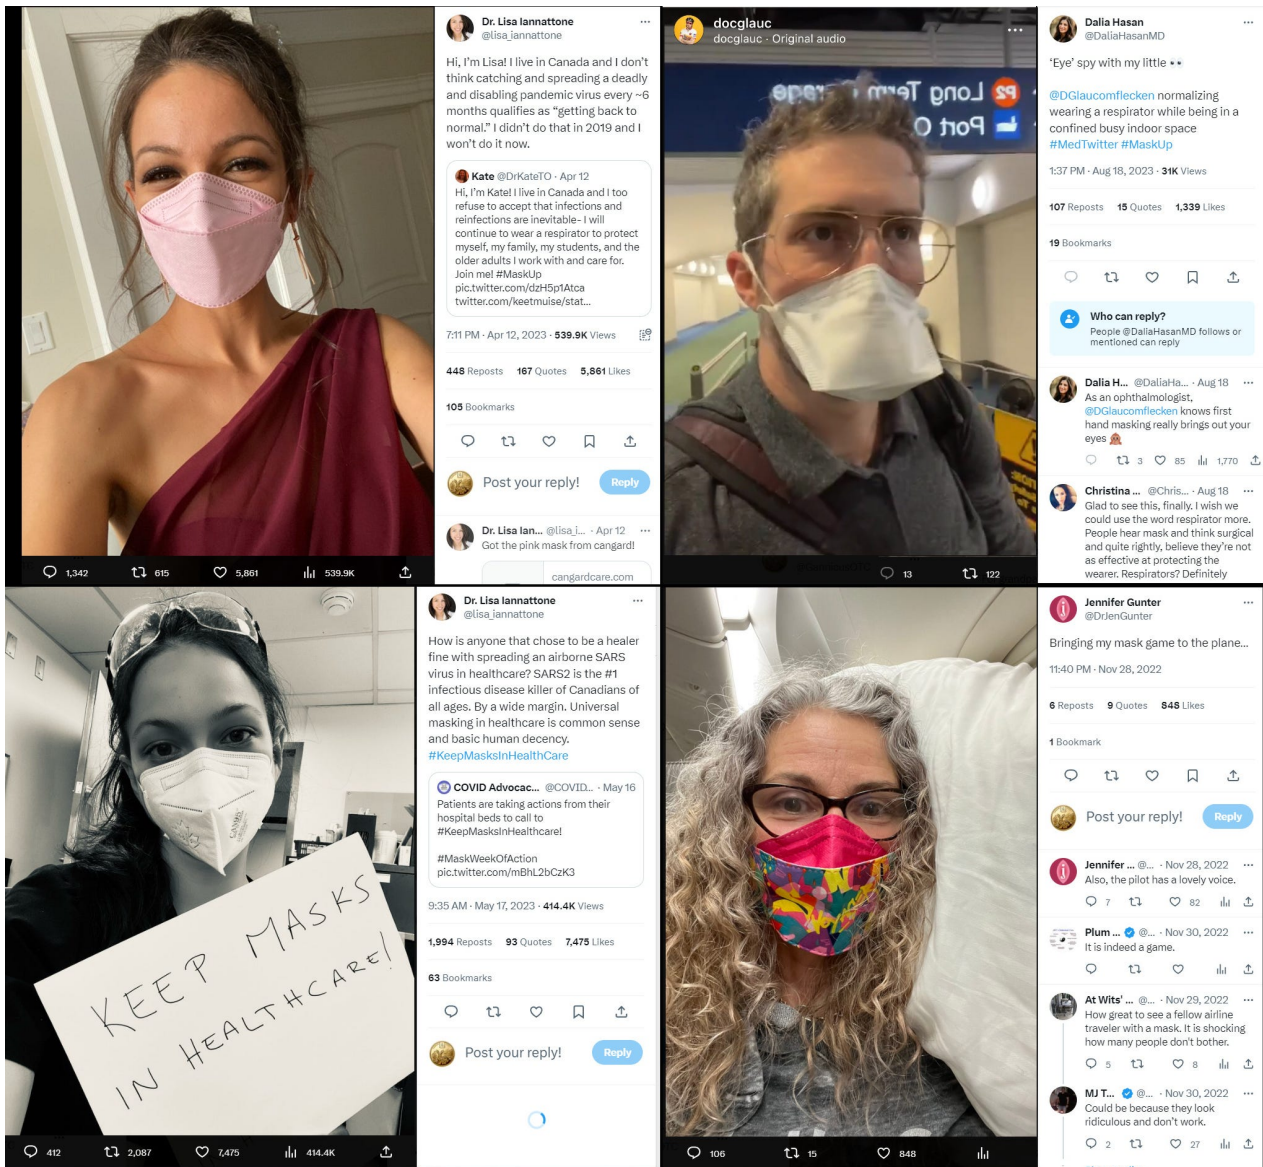 Dr. Lisa Iannattone
@lisa_iannattone
Hi, I'm Lisa! I live in Canada and I don't
think catching and spreading a deadly
and disabling pandemic virus every ~6
months qualifies as “getting back to
normal.” I didn't do that in 2019 and I
won't do it now.
Kate @DrKateTO · Apr 12
Hi, I'm Kate! I live in Canada and I too
refuse to accept that infections and
reinfections are inevitable- I will
continue to wear a respirator to protect
myself, my family, my students, and the
older adults I work with and care for.
Join me! #MaskUp
pic.twitter.com/dzH5p1Atca
twitter.com/keetmuise/stat...
7:11 PM · Apr 12, 2023 · 539.9K Views
448 Reposts 167 Quotes 5,861 Likes
105 Bookmarks
Post your reply!
Reply
Dr. Lisa Ian... @lisa_i... · Apr 12
Got the pink mask from cangard!
cangardcare.com
1,342 615 5,861 539.9K
docglauc
docglauc · Original audio
P2 Long Term
Port O
13 122
Dalia Hasan
@DaliaHasanMD
‘Eye’ spy with my little 👀
@DGlaucomflecken normalizing
wearing a respirator while being in a
confined busy indoor space
#MedTwitter #MaskUp
1:37 PM · Aug 18, 2023 · 31K Views
107 Reposts 15 Quotes 1,339 Likes
19 Bookmarks
Who can reply?
People @DaliaHasanMD follows or
mentioned can reply
Dalia H... @DaliaHa... · Aug 18
As an ophthalmologist,
@DGlaucomflecken knows first
hand masking really brings out your
eyes 🙈
3 85 1,770
Christina ... @Chris... · Aug 18
Glad to see this, finally. I wish we
could use the word respirator more.
People hear mask and think surgical
and quite rightly, believe they're not
as effective at protecting the
wearer. Respirators? Definitely
KEEP MASKS
IN HEALTHCARE!
412 2,087 7,475 414.4K
Dr. Lisa Iannattone
@lisa_iannattone
How is anyone that chose to be a healer
fine with spreading an airborne SARS
virus in healthcare? SARS2 is the #1
infectious disease killer of Canadians of
all ages. By a wide margin. Universal
masking in healthcare is common sense
and basic human decency.
#KeepMasksInHealthCare
COVID Advocac... @COVID... · May 16
Patients are taking actions from their
hospital beds to call to
#KeepMasksInHealthcare!
#MaskWeekOfAction
pic.twitter.com/mBhL2bCzK3
9:35 AM · May 17, 2023 · 414.4K Views
1,994 Reposts 93 Quotes 7,475 Likes
63 Bookmarks
Post your reply!
Reply
106 15 848
Jennifer Gunter
@DrJenGunter
Bringing my mask game to the plane...
11:40 PM · Nov 28, 2022
6 Reposts 9 Quotes 848 Likes
1 Bookmark
Post your reply!
Reply
Jennifer ... @... · Nov 28, 2022
Also, the pilot has a lovely voice.
7 82
Plum ... @... · Nov 30, 2022
It is indeed a game.
At Wits' ... @... · Nov 29, 2022
How great to see a fellow airline
traveler with a mask. It is shocking
how many people don't bother.
5 8
MJ T... @... · Nov 30, 2022
Could be because they look
ridiculous and don't work.
2 27